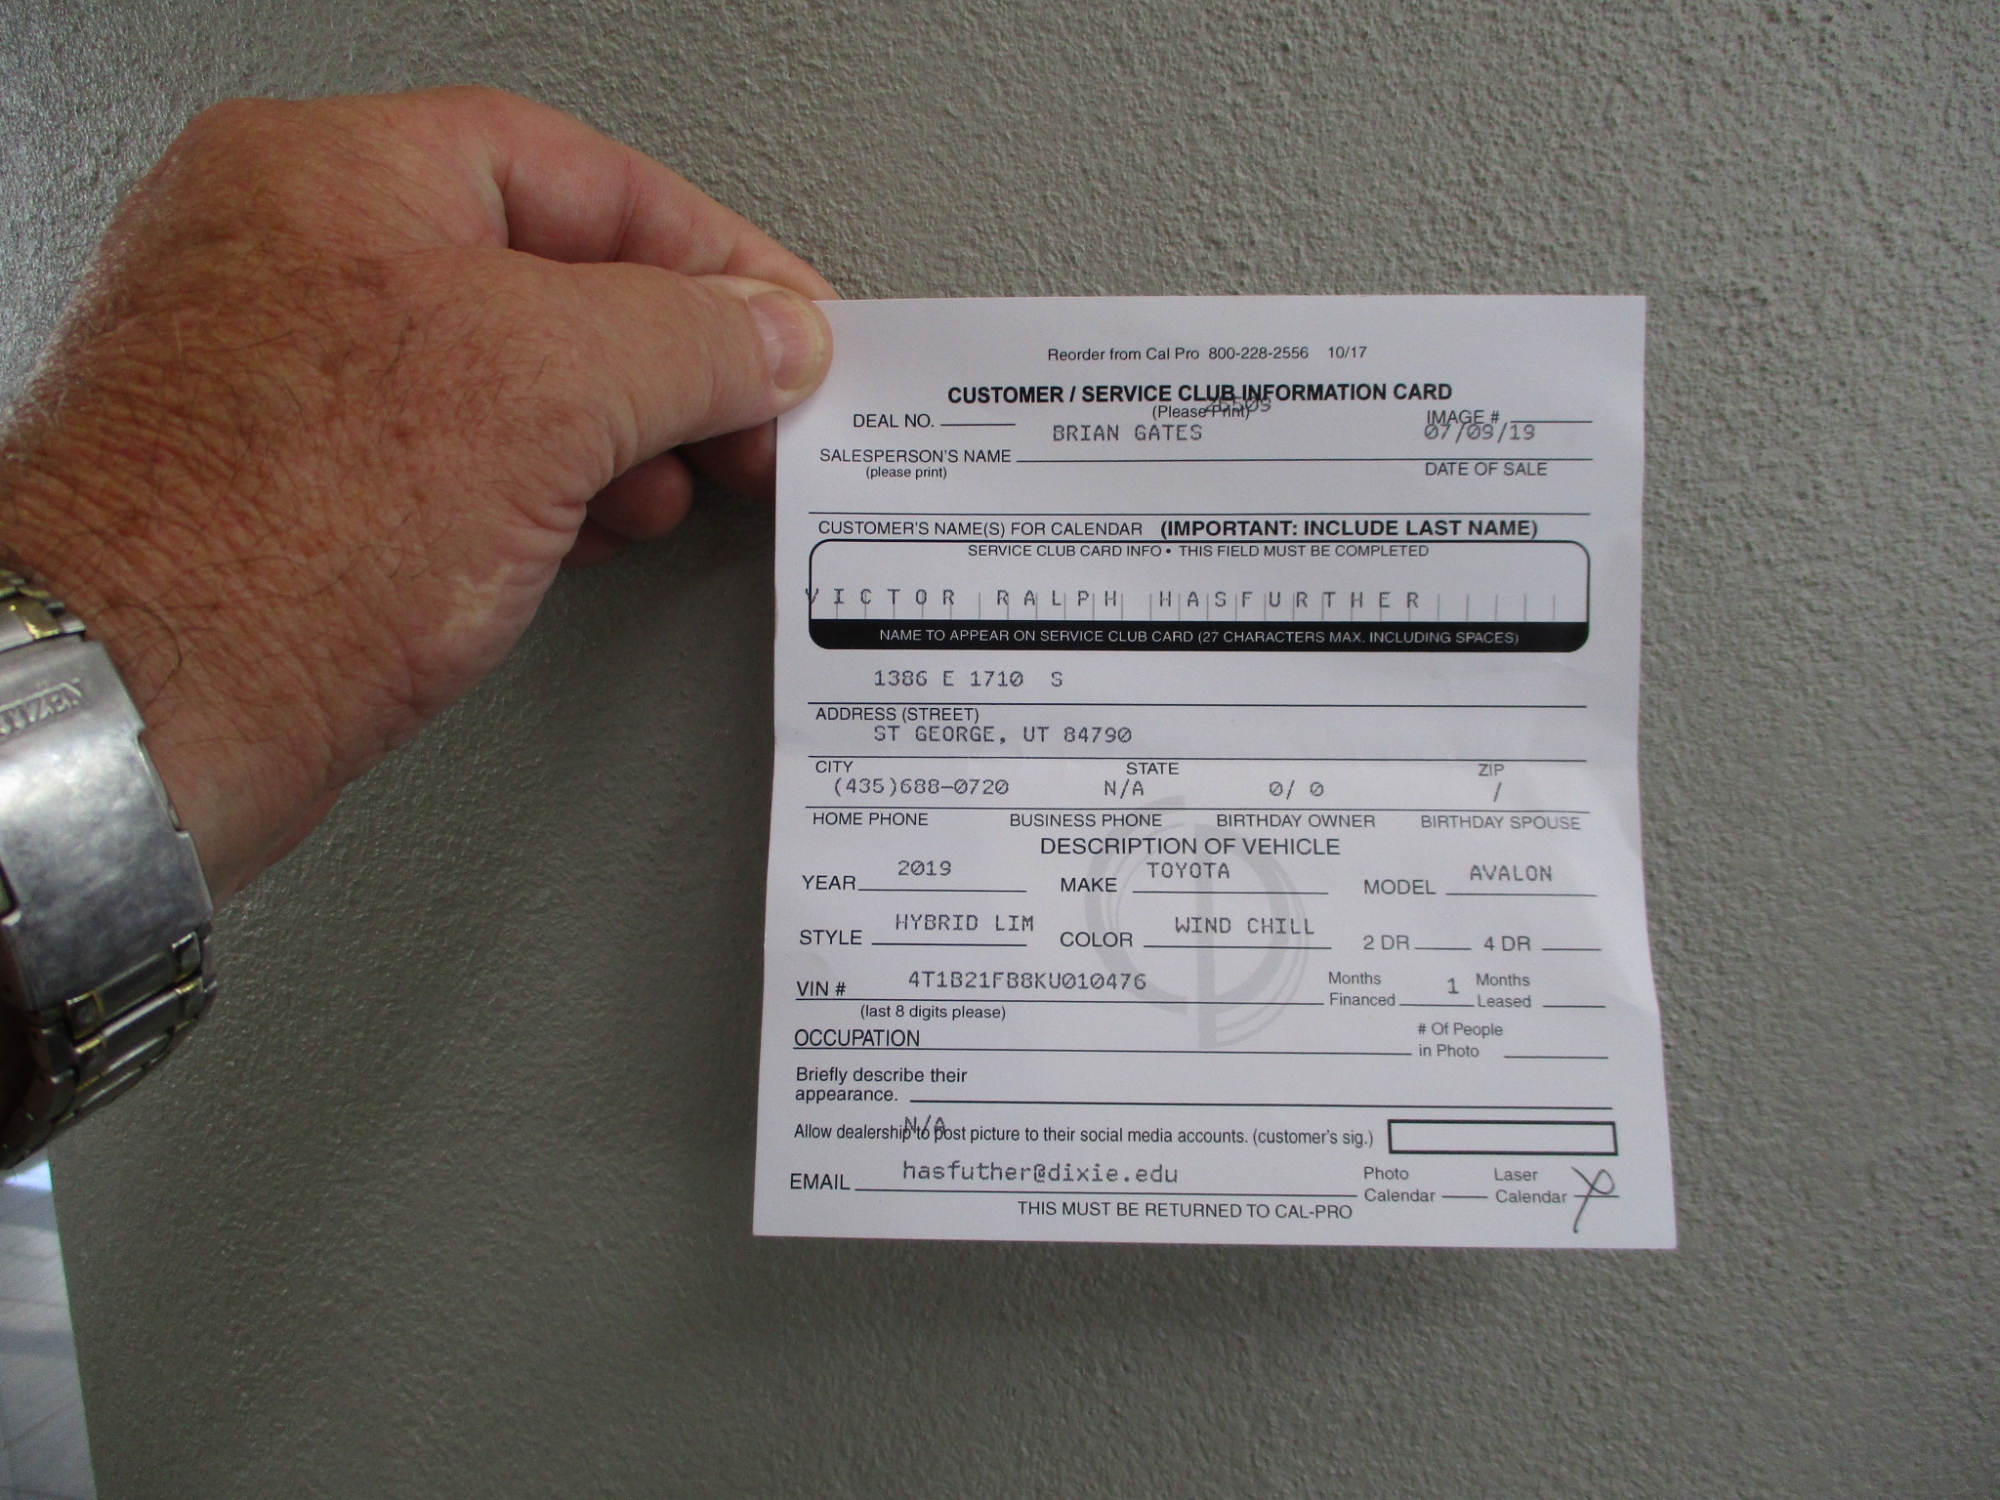 Reorder from Cal Pro 800-228-2556 10/17
CUSTOMER / SERVICE CLUB INFORMATION CARD
(Please Print)
DEAL NO. IMAGE #
BRIAN GATES 07/09/19
SALESPERSON'S NAME
(please print) DATE OF SALE
CUSTOMER'S NAME(S) FOR CALENDAR (IMPORTANT: INCLUDE LAST NAME)
SERVICE CLUB CARD INFO • THIS FIELD MUST BE COMPLETED
VICTOR RALPH HASFURTHER
NAME TO APPEAR ON SERVICE CLUB CARD (27 CHARACTERS MAX. INCLUDING SPACES)
1386 E 1710 S
ADDRESS (STREET)
ST GEORGE, UT 84790
CITY STATE ZIP
(435)688-0720 N/A 0/ 0 /
HOME PHONE BUSINESS PHONE BIRTHDAY OWNER BIRTHDAY SPOUSE
DESCRIPTION OF VEHICLE
YEAR 2019 MAKE TOYOTA MODEL AVALON
STYLE HYBRID LIM COLOR WIND CHILL 2 DR 4 DR
VIN # 4T1B21FB8KU010476 Months Financed 1 Months Leased
(last 8 digits please)
OCCUPATION # Of People in Photo
Briefly describe their
appearance.
N/A
Allow dealership to post picture to their social media accounts. (customer's sig.)
EMAIL hasfuther@dixie.edu Photo Calendar Laser Calendar
THIS MUST BE RETURNED TO CAL-PRO
CITIZEN